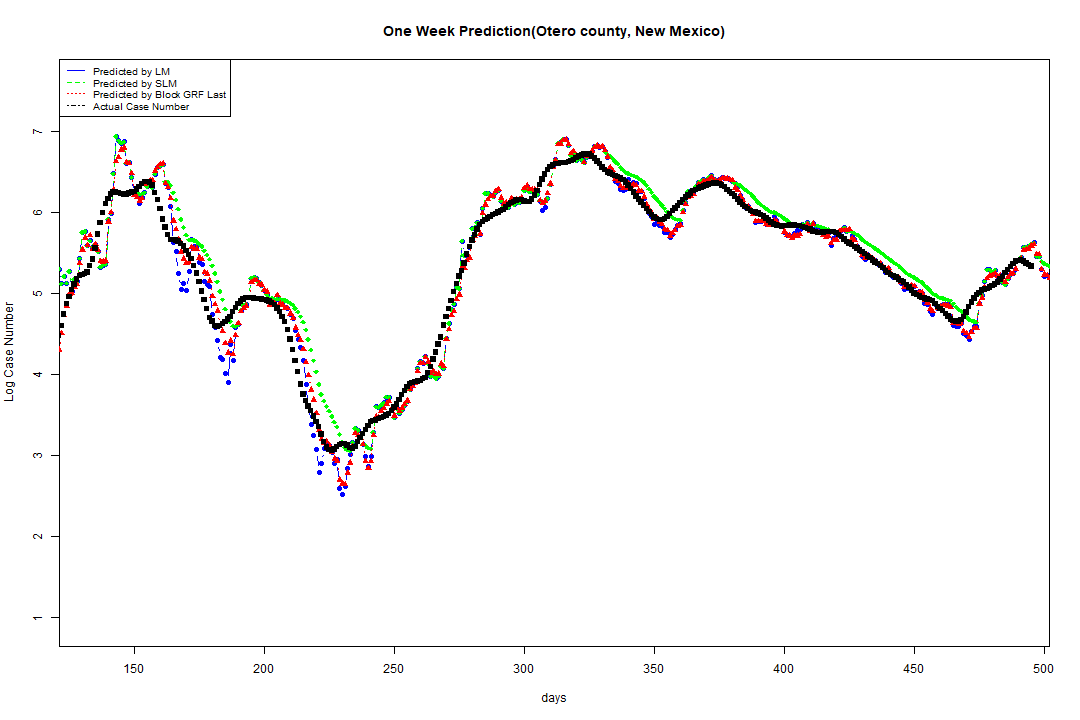 One Week Prediction(Otero county, New Mexico)
Predicted by LM
Predicted by SLM
Predicted by Block GRF Last
Actual Case Number
7
6
5
4
3
2
1
Log Case Number
150 200 250 300 350 400 450 500
days